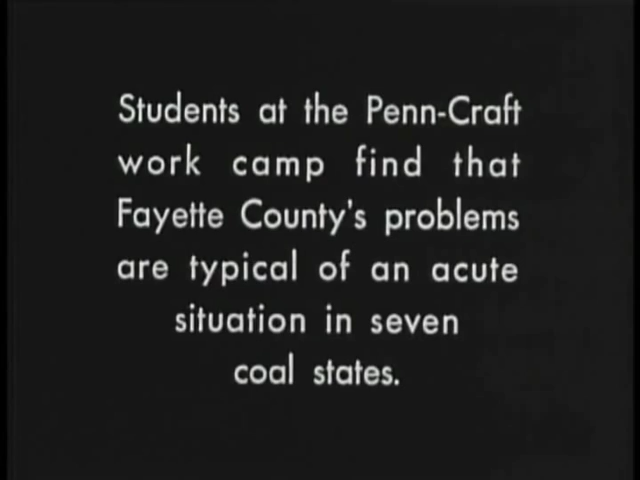 Students at the Penn-Craft
work camp find that
Fayette County's problems
are typical of an acute
situation in seven
coal states.